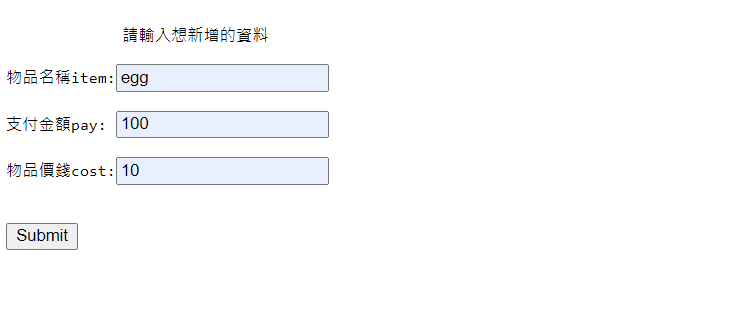 請輸入想新增的資料
物品名稱item: egg
支付金額pay: 100
物品價錢cost: 10
Submit